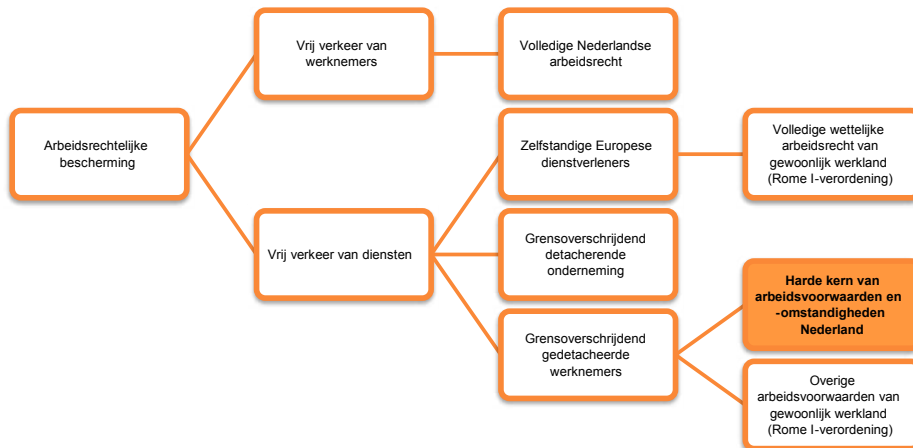 Vrij verkeer van
werknemers
Volledige Nederlandse
arbeidsrecht
Arbeidsrechtelijke
bescherming
Zelfstandige Europese
dienstverleners
Volledige wettelijke
arbeidsrecht van
gewoonlijk werkland
(Rome I-verordening)
Vrij verkeer van diensten
Grensoverschrijdend
detacherende
onderneming
Harde kern van
arbeidsvoorwaarden en
-omstandigheden
Nederland
Grensoverschrijdend
gedetacheerde
werknemers
Overige
arbeidsvoorwaarden van
gewoonlijk werkland
(Rome I-verordening)